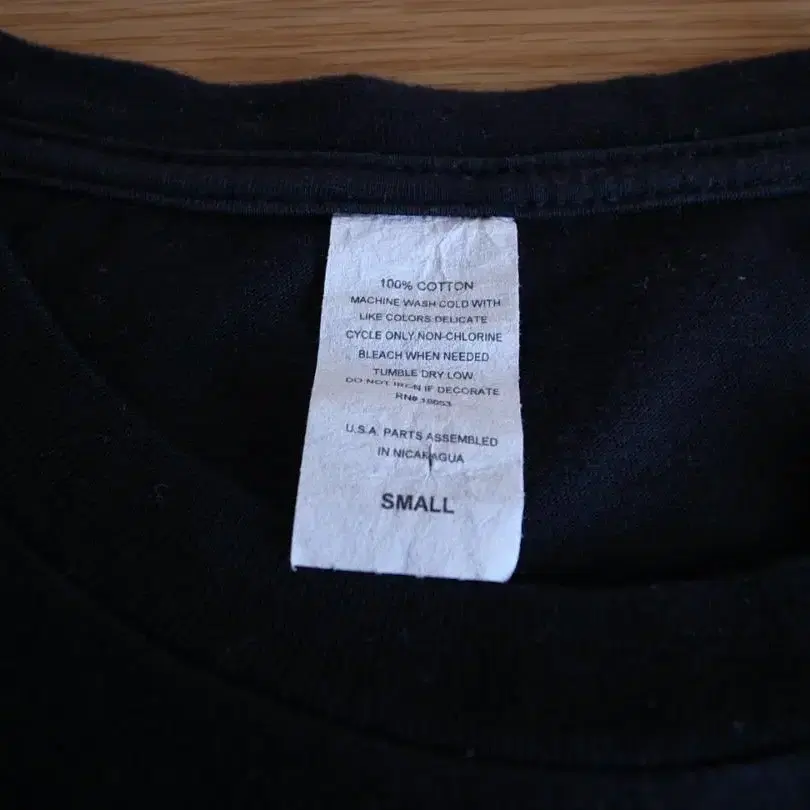 100% COTTON
MACHINE WASH COLD WITH
LIKE COLORS DELICATE
CYCLE ONLY NON-CHLORINE
BLEACH WHEN NEEDED
TUMBLE DRY LOW
DO NOT IRON IF DECORATE
RN#
U.S.A. PARTS ASSEMBLED
IN NICARAGUA
SMALL